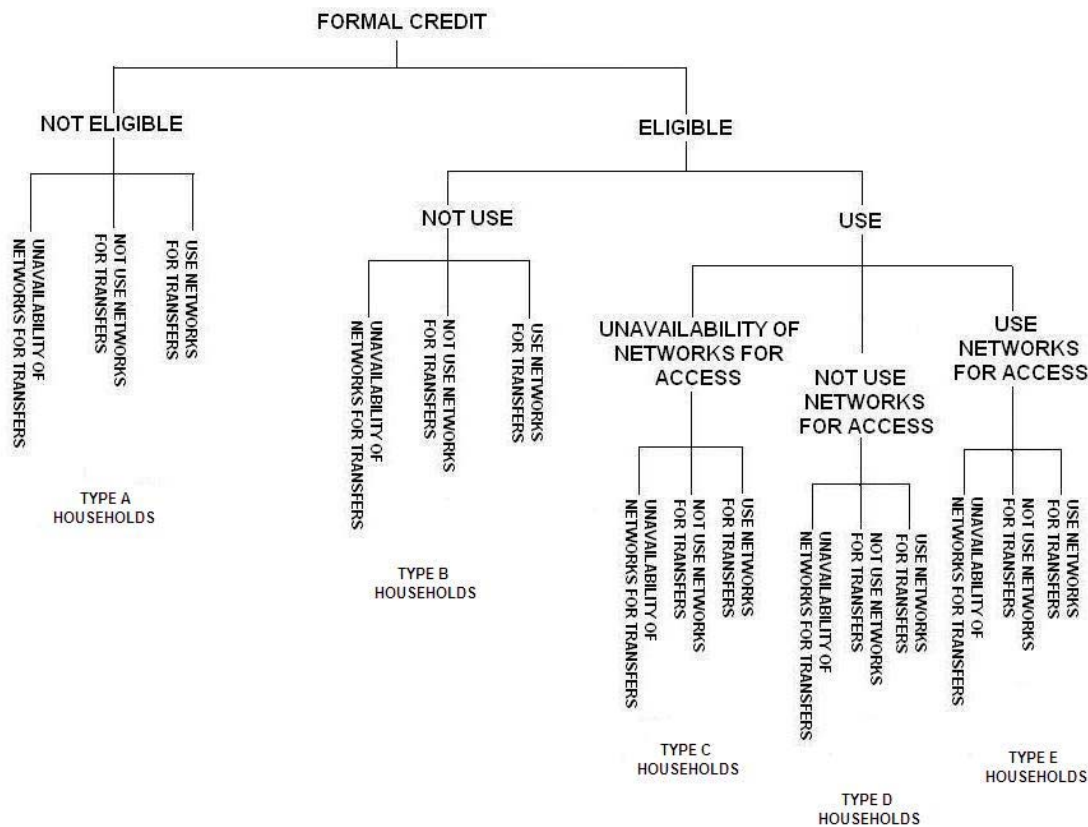 FORMAL CREDIT
NOT ELIGIBLE
ELIGIBLE
NOT USE
USE
UNAVAILABILITY OF
NETWORKS FOR TRANSFERS
NOT USE NETWORKS
FOR TRANSFERS
USE NETWORKS
FOR TRANSFERS
TYPE A
HOUSEHOLDS
UNAVAILABILITY OF
NETWORKS FOR TRANSFERS
NOT USE NETWORKS
FOR TRANSFERS
USE NETWORKS
FOR TRANSFERS
TYPE B
HOUSEHOLDS
UNAVAILABILITY OF
NETWORKS FOR
ACCESS
NOT USE
NETWORKS
FOR ACCESS
USE
NETWORKS
FOR ACCESS
UNAVAILABILITY OF
NETWORKS FOR TRANSFERS
NOT USE NETWORKS
FOR TRANSFERS
USE NETWORKS
FOR TRANSFERS
TYPE C
HOUSEHOLDS
UNAVAILABILITY OF
NETWORKS FOR TRANSFERS
NOT USE NETWORKS
FOR TRANSFERS
USE NETWORKS
FOR TRANSFERS
TYPE D
HOUSEHOLDS
UNAVAILABILITY OF
NETWORKS FOR TRANSFERS
NOT USE NETWORKS
FOR TRANSFERS
USE NETWORKS
FOR TRANSFERS
TYPE E
HOUSEHOLDS